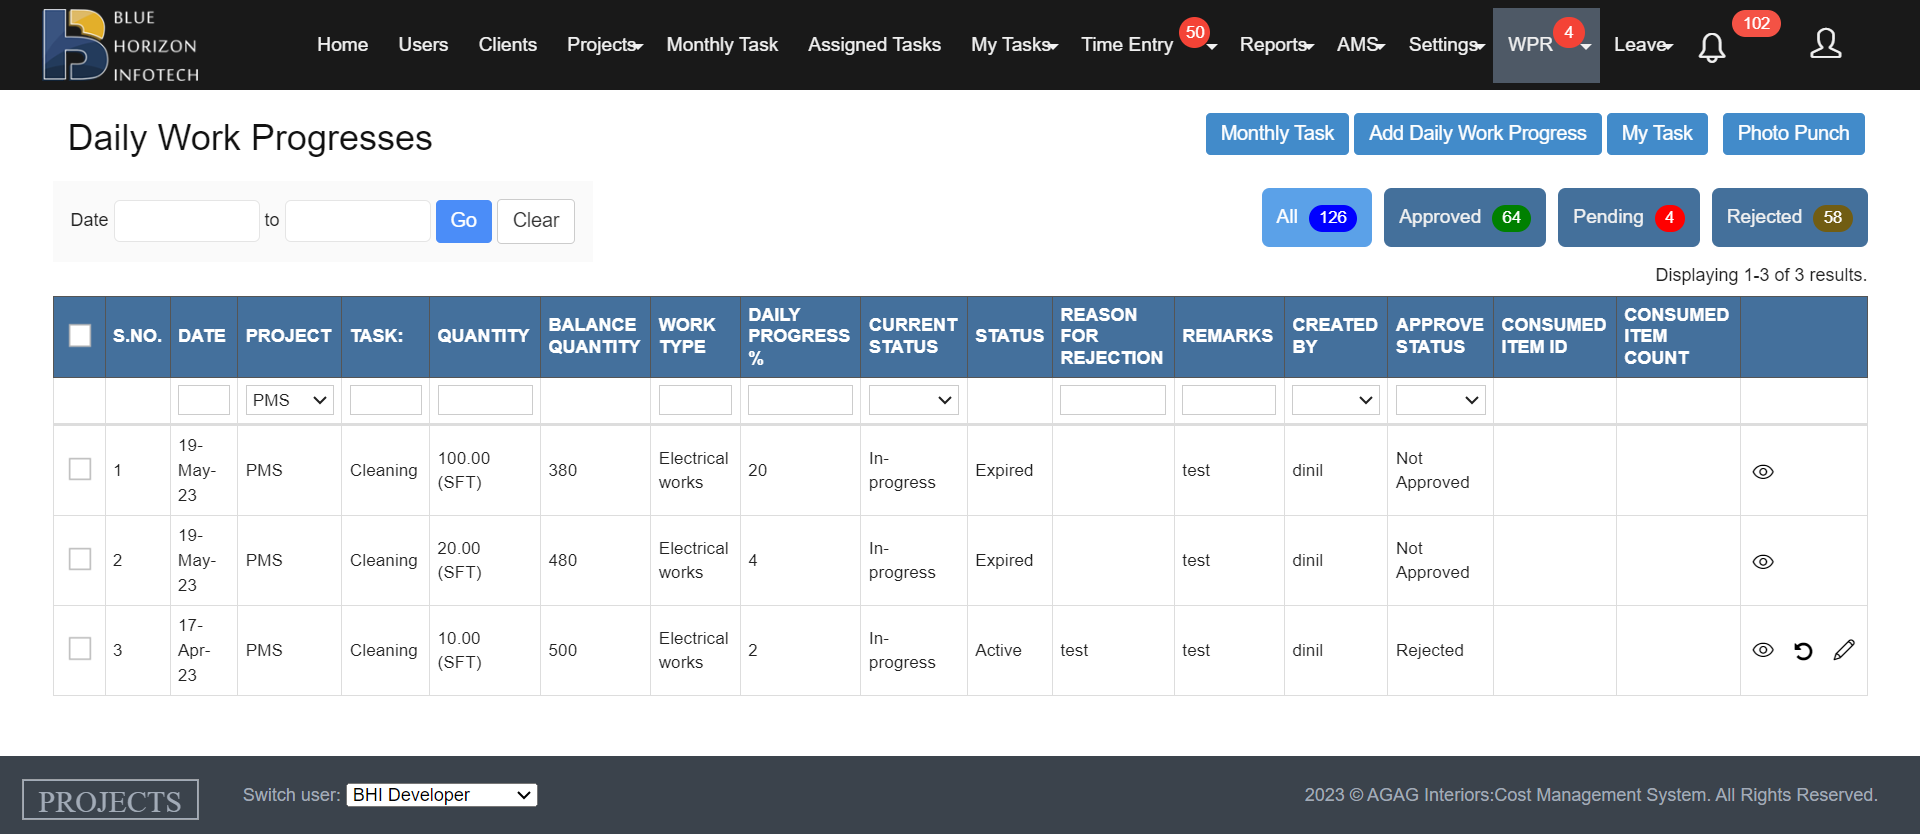 BLUE
HORIZON
INFOTECH
Home Users Clients Projects Monthly Task Assigned Tasks My Tasks Time Entry 50 Reports AMS Settings WPR 4 Leave 102
Daily Work Progresses
Monthly Task Add Daily Work Progress My Task Photo Punch
Date to Go Clear
All 126 Approved 64 Pending 4 Rejected 58
Displaying 1-3 of 3 results.
S.NO. DATE PROJECT TASK: QUANTITY BALANCE QUANTITY WORK TYPE DAILY PROGRESS % CURRENT STATUS STATUS REASON FOR REJECTION REMARKS CREATED BY APPROVE STATUS CONSUMED ITEM ID CONSUMED ITEM COUNT
PMS
1 19-May-23 PMS Cleaning 100.00 (SFT) 380 Electrical works 20 In-progress Expired test dinil Not Approved
2 19-May-23 PMS Cleaning 20.00 (SFT) 480 Electrical works 4 In-progress Expired test dinil Not Approved
3 17-Apr-23 PMS Cleaning 10.00 (SFT) 500 Electrical works 2 In-progress Active test test dinil Rejected
PROJECTS Switch user: BHI Developer 2023 © AGAG Interiors:Cost Management System. All Rights Reserved.